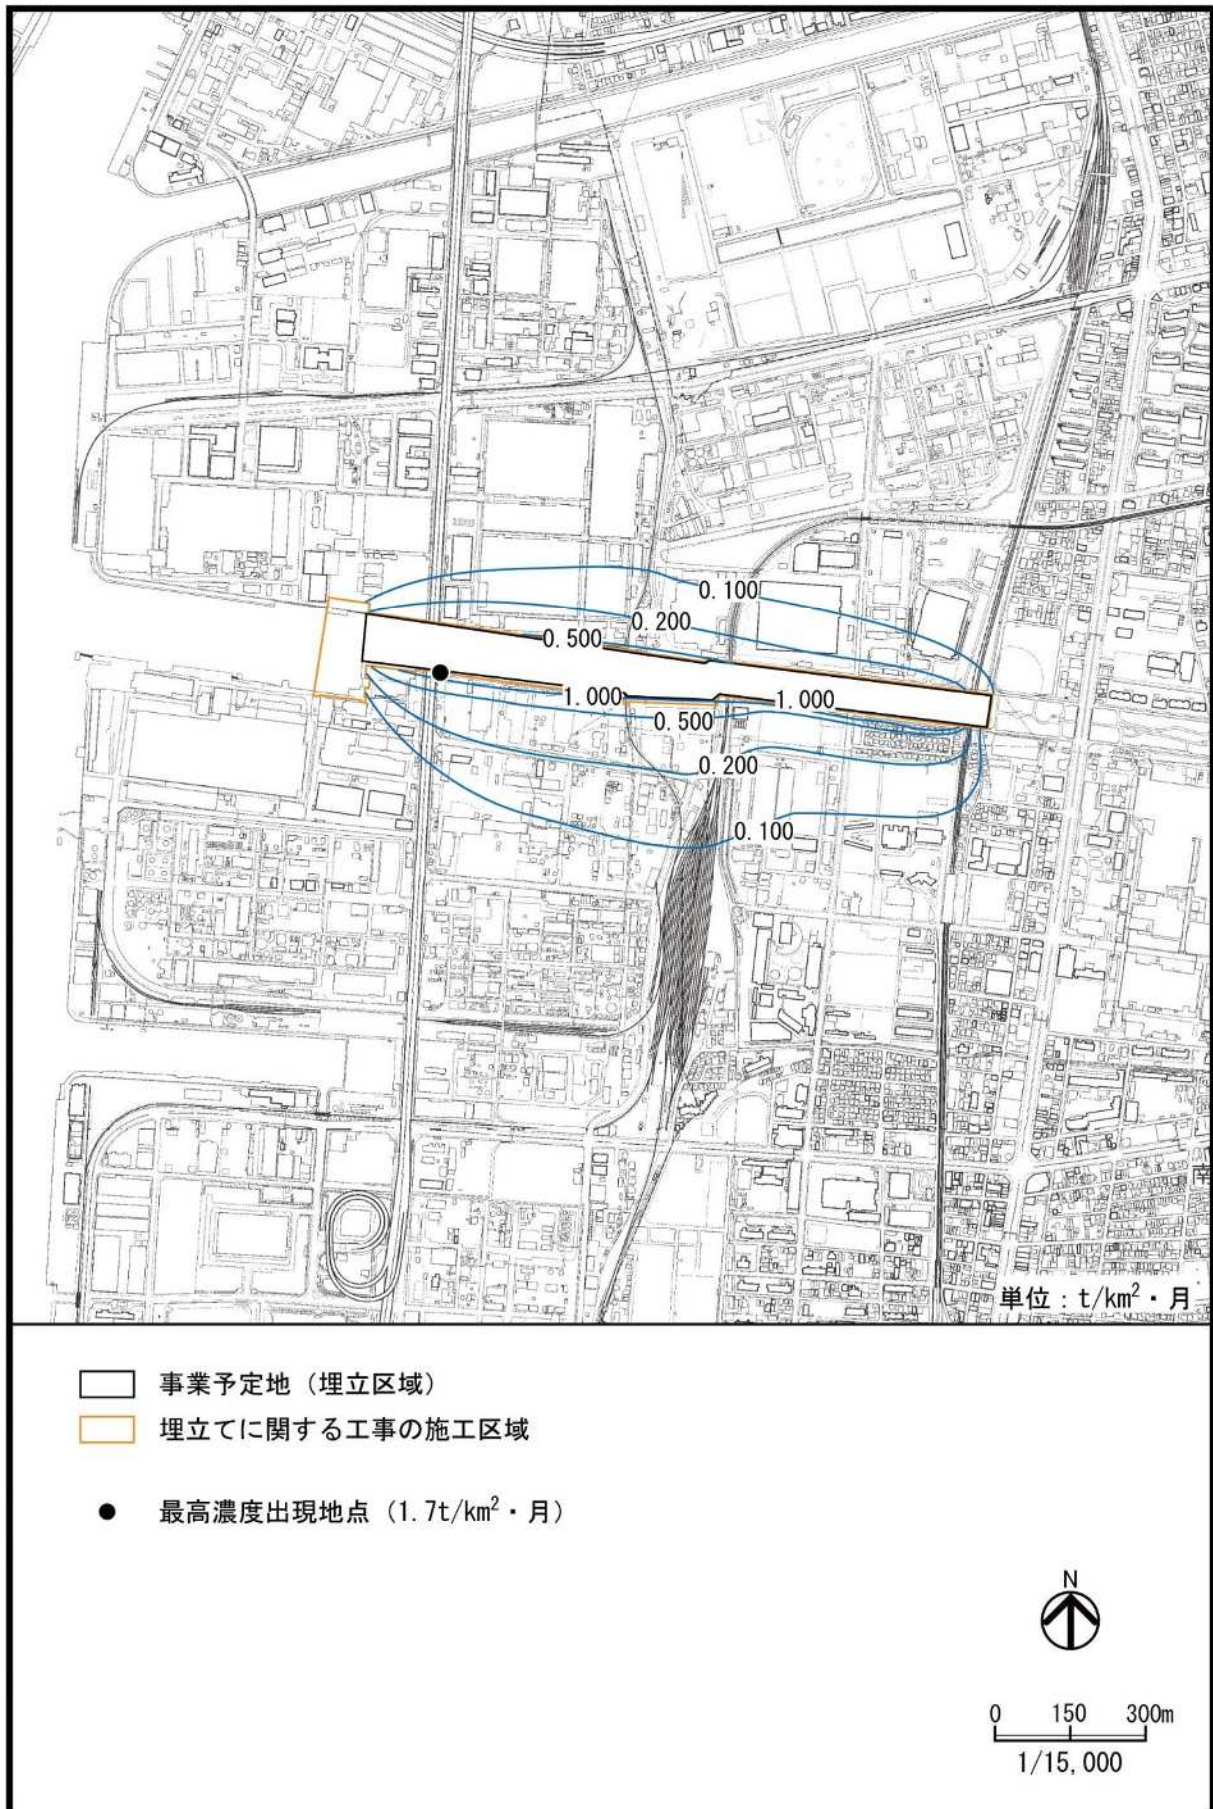 0.100
0.200
0.500
1.000
1.000
0.500
0.200
0.100
南
単位：t/km²・月
事業予定地（埋立区域）
埋立てに関する工事の施工区域
● 最高濃度出現地点（1.7t/km²・月）
N
0 150 300m
1/15,000